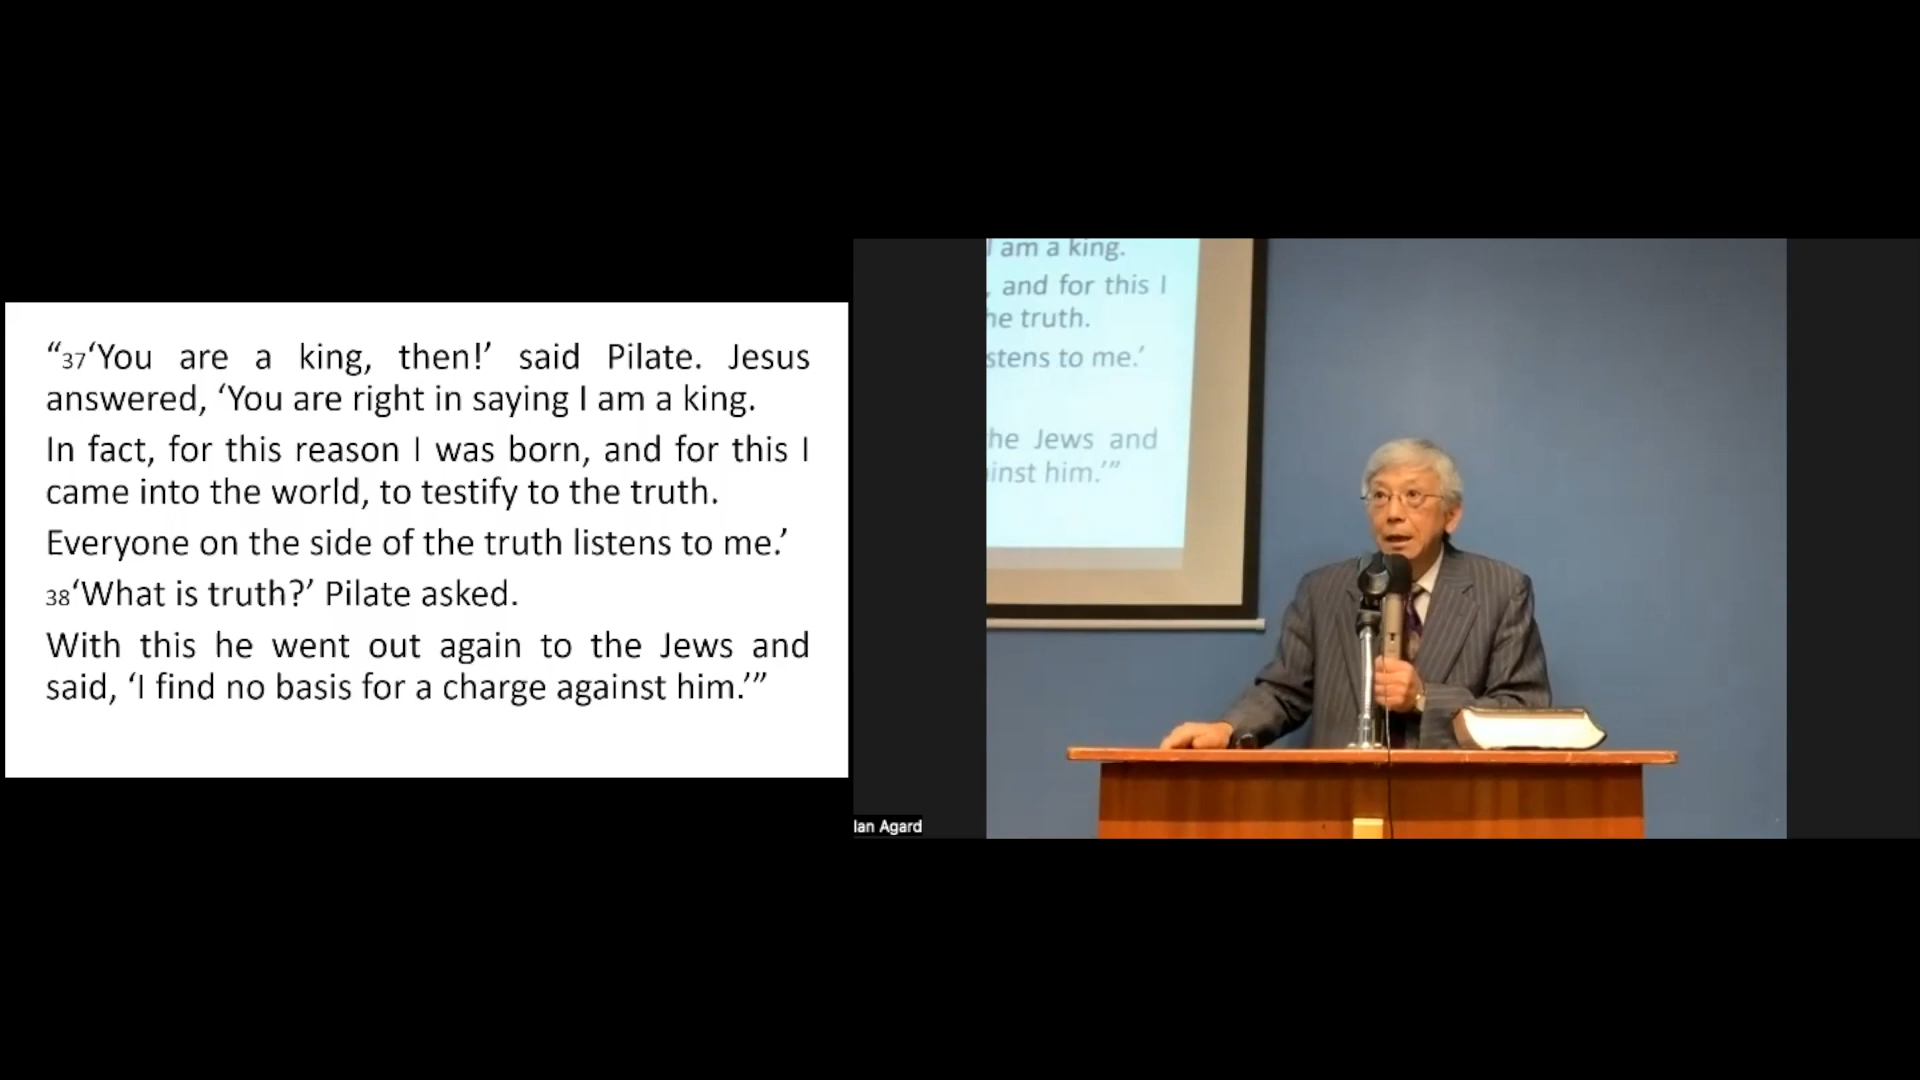 “37‘You are a king, then!’ said Pilate. Jesus
answered, ‘You are right in saying I am a king.
In fact, for this reason I was born, and for this I
came into the world, to testify to the truth.
Everyone on the side of the truth listens to me.’
38‘What is truth?’ Pilate asked.
With this he went out again to the Jews and
said, ‘I find no basis for a charge against him.’”
I am a king.
, and for this I
he truth.
stens to me.’
he Jews and
inst him.’”
Ian Agard